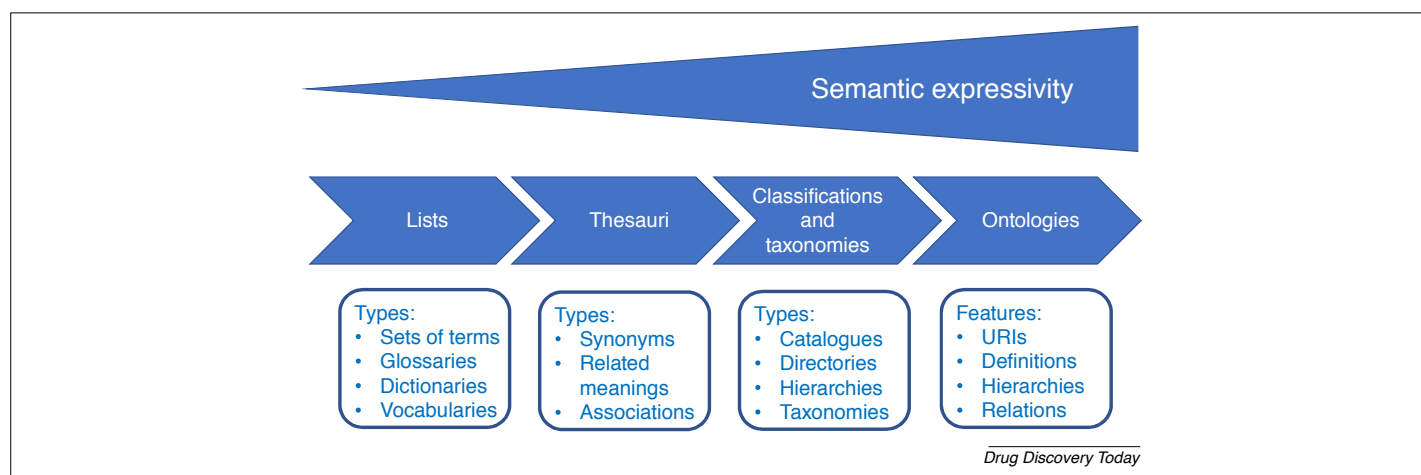 Semantic expressivity
Lists
Thesauri
Classifications
and
taxonomies
Ontologies
Types:
• Sets of terms
• Glossaries
• Dictionaries
• Vocabularies
Types:
• Synonyms
• Related
meanings
• Associations
Types:
• Catalogues
• Directories
• Hierarchies
• Taxonomies
Features:
• URIs
• Definitions
• Hierarchies
• Relations
Drug Discovery Today